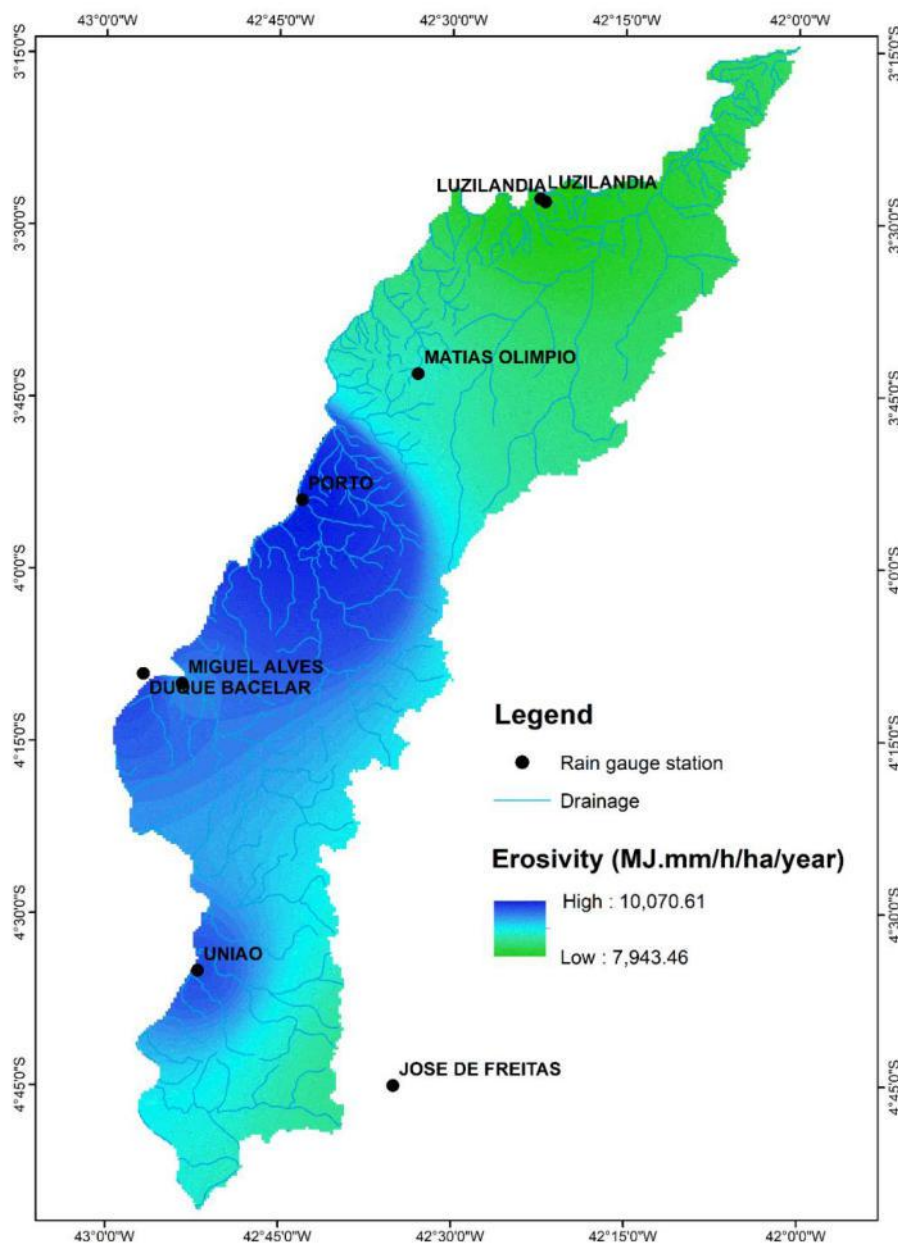 43°0'0"W 42°45'0"W 42°30'0"W 42°15'0"W 42°0'0"W
3°15'0"S 3°15'0"S
LUZILANDIA LUZILANDIA
3°30'0"S 3°30'0"S
MATIAS OLIMPIO
3°45'0"S 3°45'0"S
PORTO
4°0'0"S 4°0'0"S
MIGUEL ALVES
DUQUE BACELAR
4°15'0"S 4°15'0"S
Legend
Rain gauge station
Drainage
Erosivity (MJ.mm/h/ha/year)
High : 10,070.61
Low : 7,943.46
4°30'0"S 4°30'0"S
UNIAO
JOSE DE FREITAS
4°45'0"S 4°45'0"S
43°0'0"W 42°45'0"W 42°30'0"W 42°15'0"W 42°0'0"W